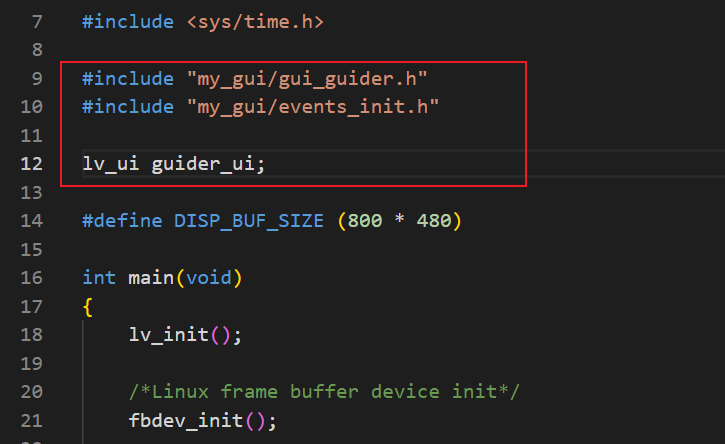 7 #include <sys/time.h>
8
9 #include "my_gui/gui_guider.h"
10 #include "my_gui/events_init.h"
11
12 lv_ui guider_ui;
13
14 #define DISP_BUF_SIZE (800 * 480)
15
16 int main(void)
17 {
18 lv_init();
19
20 /*Linux frame buffer device init*/
21 fbdev_init();